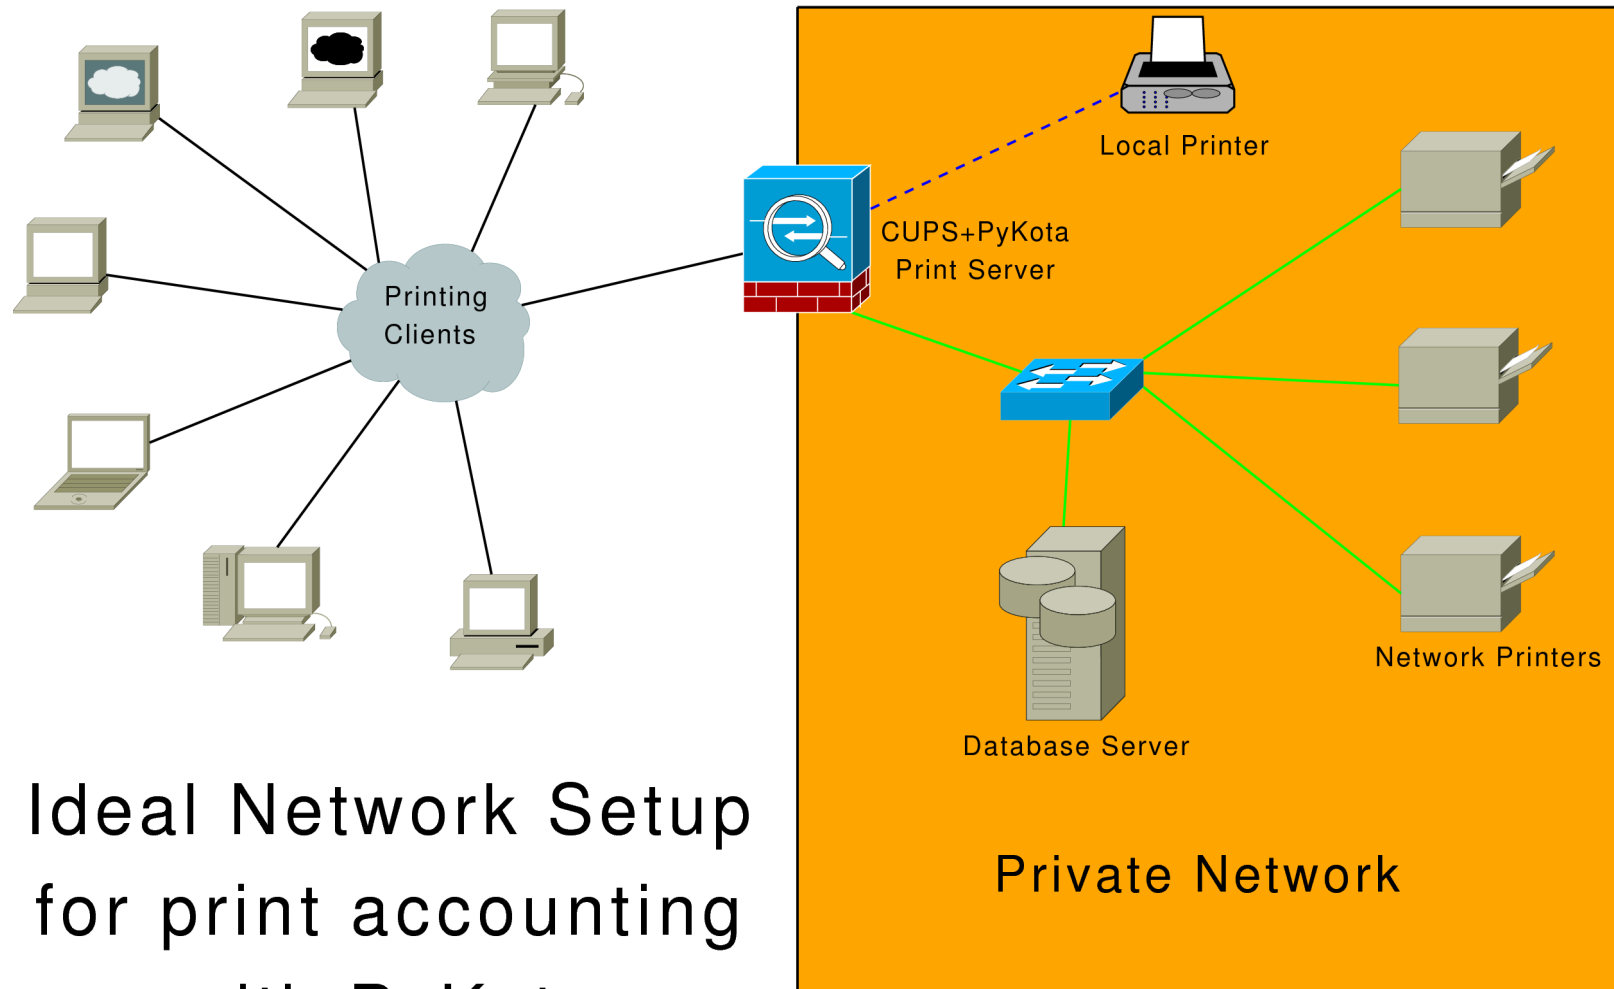 Local Printer
CUPS+PyKota
Print Server
Printing
Clients
Network Printers
Database Server
Ideal Network Setup
for print accounting
Private Network